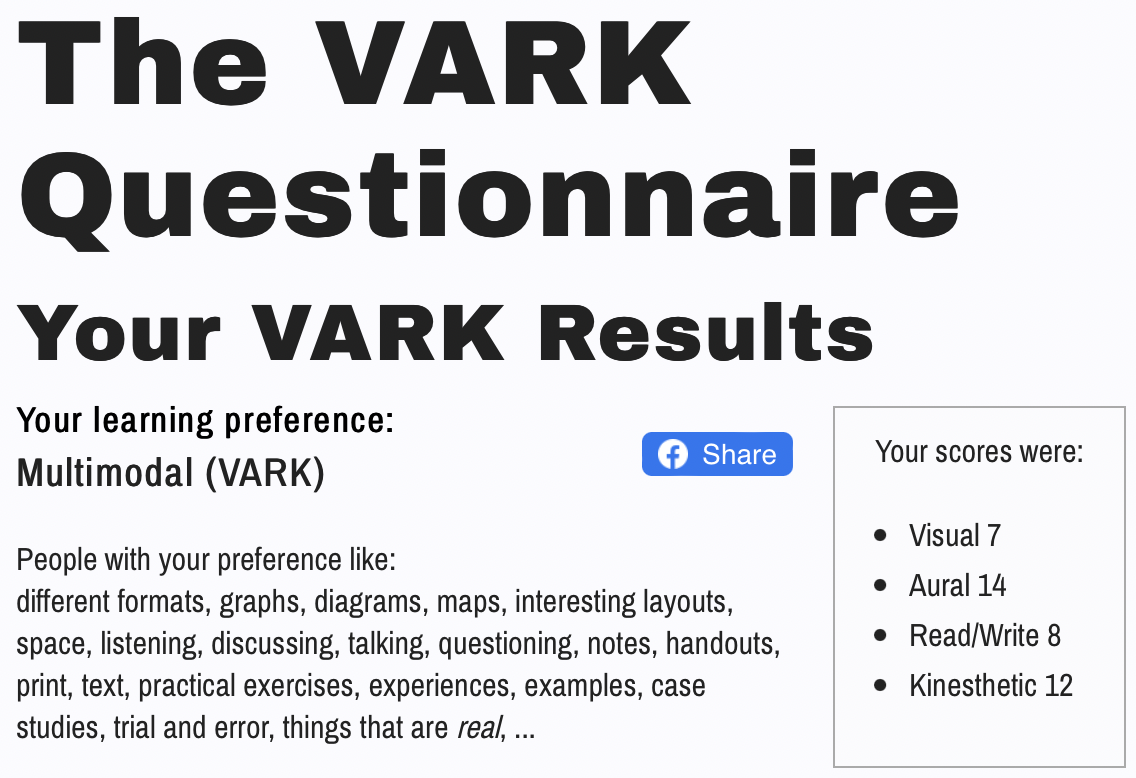 The VARK
Questionnaire
Your VARK Results
Your learning preference:
Multimodal (VARK)
Share
People with your preference like:
different formats, graphs, diagrams, maps, interesting layouts,
space, listening, discussing, talking, questioning, notes, handouts,
print, text, practical exercises, experiences, examples, case
studies, trial and error, things that are real, ...
Your scores were:
• Visual 7
• Aural 14
• Read/Write 8
• Kinesthetic 12